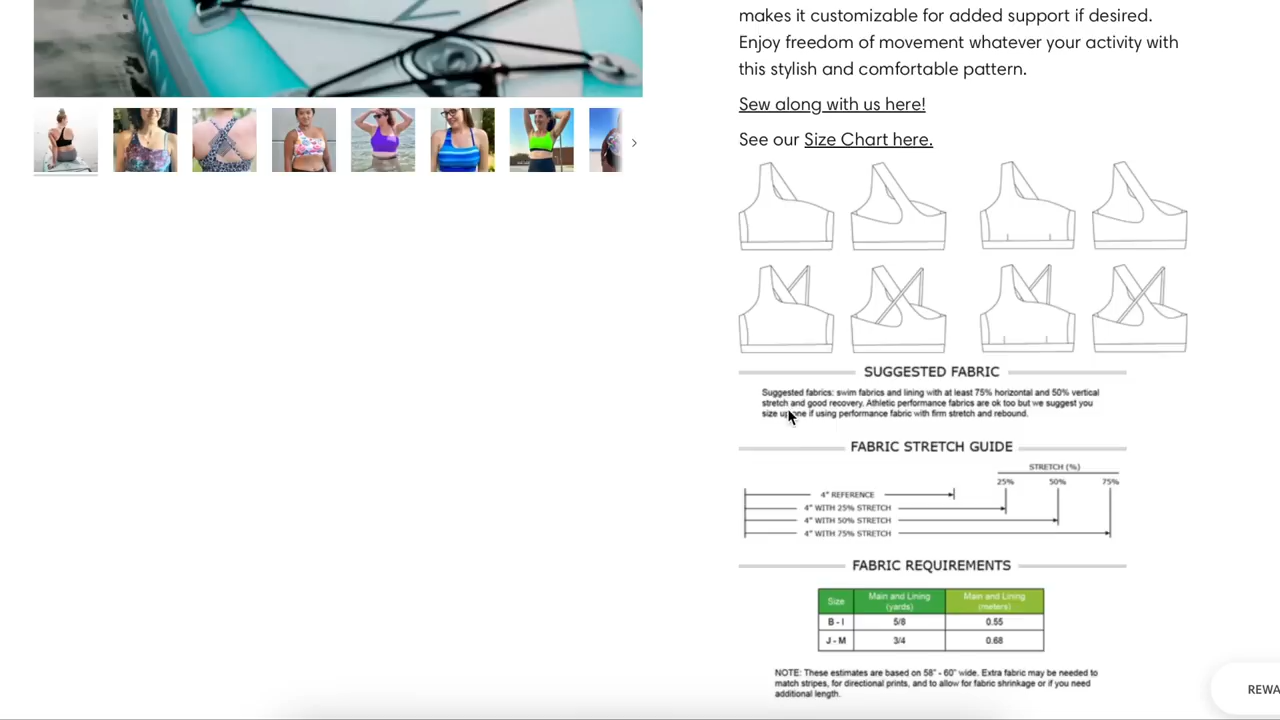 makes it customizable for added support if desired.
Enjoy freedom of movement whatever your activity with
this stylish and comfortable pattern.
Sew along with us here!
See our Size Chart here.
SUGGESTED FABRIC
Suggested fabrics: swim fabrics and lining with at least 75% horizontal and 50% vertical
stretch and good recovery. Athletic performance fabrics are ok too but we suggest you
size up one if using performance fabric with firm stretch and rebound.
FABRIC STRETCH GUIDE
STRETCH (%)
25% 50% 75%
4" REFERENCE
4" WITH 25% STRETCH
4" WITH 50% STRETCH
4" WITH 75% STRETCH
FABRIC REQUIREMENTS
Size Main and Lining (yards) Main and Lining (meters)
B - I 5/8 0.55
J - M 3/4 0.68
NOTE: These estimates are based on 58" - 60" wide. Extra fabric may be needed to
match stripes, for directional prints, and to allow for fabric shrinkage or if you need
additional length.
REWA